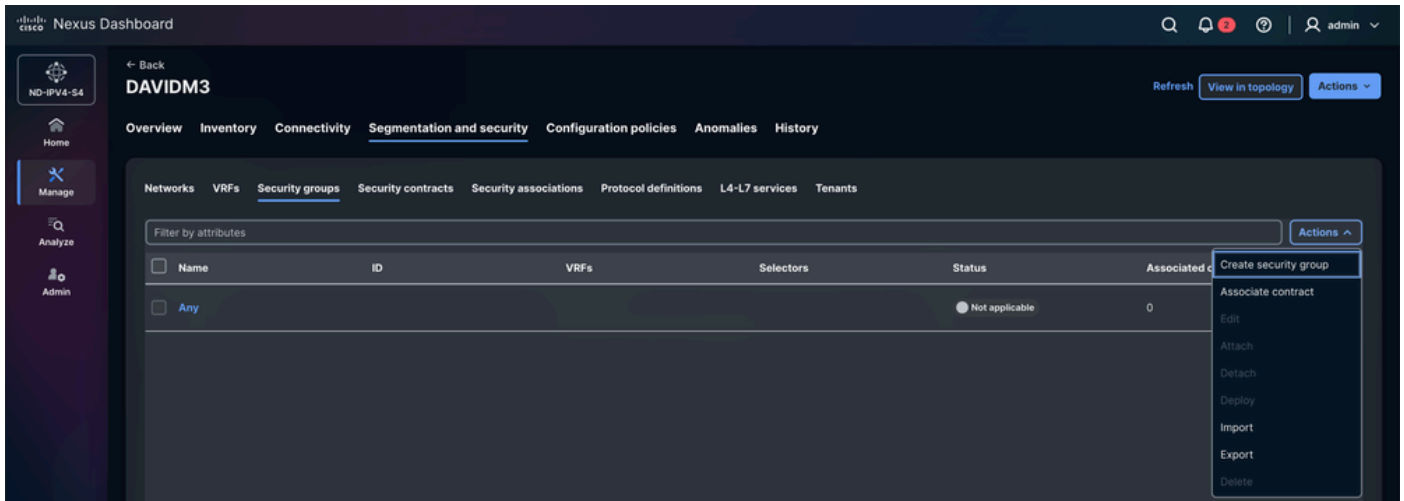 cisco Nexus Dashboard 2 admin
ND-IPV4-S4
Home
Manage
Analyze
Admin
← Back
DAVIDM3
Refresh View in topology Actions
Overview Inventory Connectivity Segmentation and security Configuration policies Anomalies History
Networks VRFs Security groups Security contracts Security associations Protocol definitions L4-L7 services Tenants
Filter by attributes Actions
Name ID VRFs Selectors Status Associated
Any Not applicable 0
Create security group
Associate contract
Edit
Attach
Detach
Deploy
Import
Export
Delete